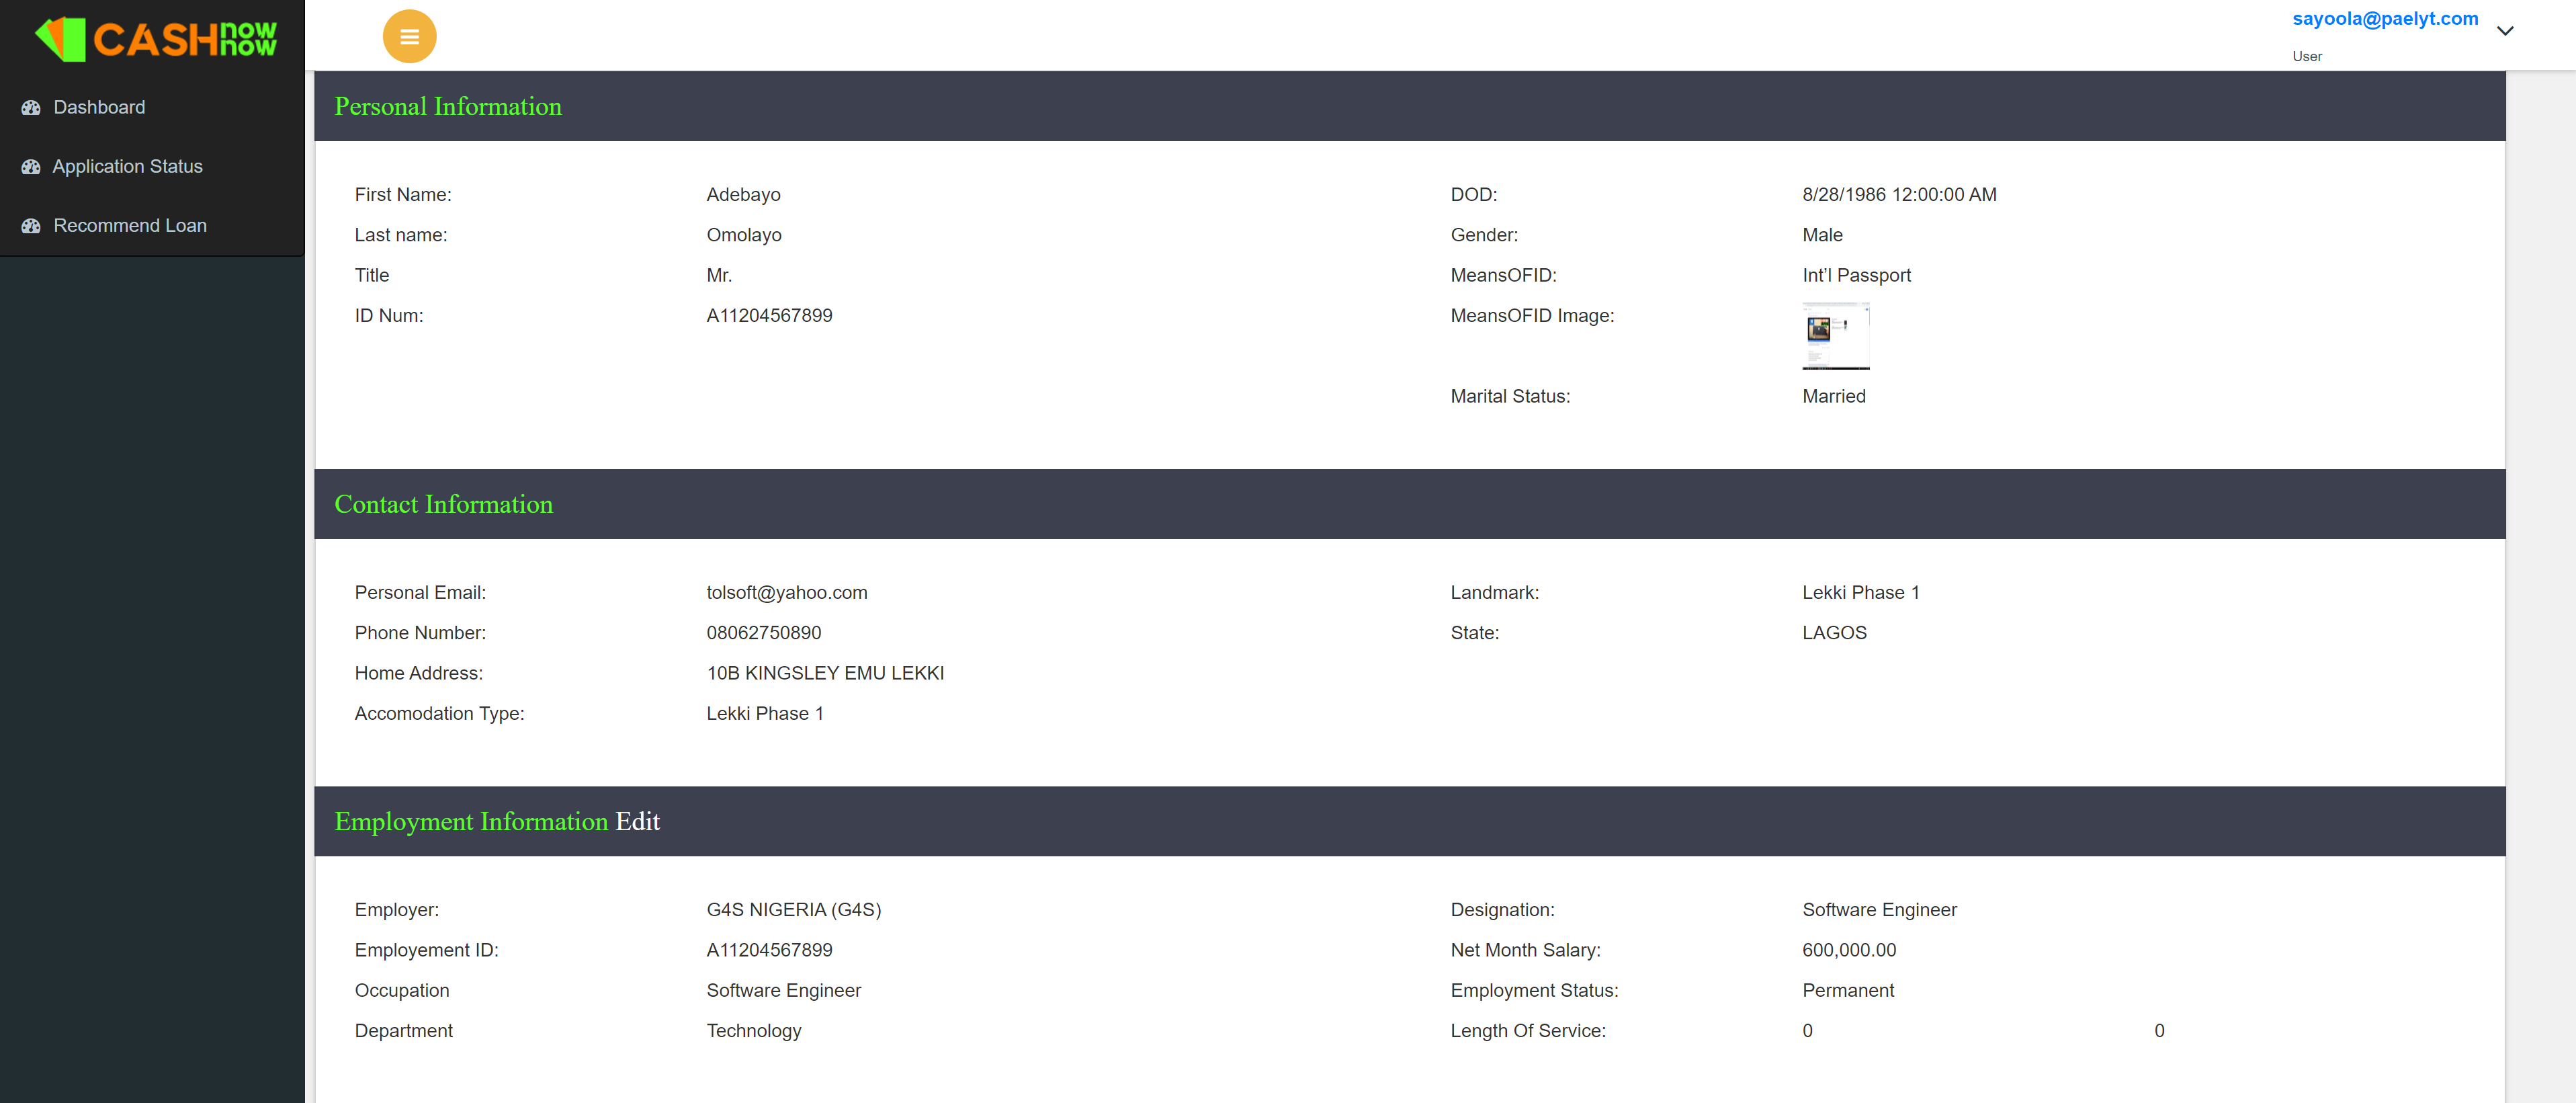 CASH now now
sayoola@paelyt.com
User
Dashboard
Application Status
Recommend Loan
Personal Information
First Name: Adebayo DOD: 8/28/1986 12:00:00 AM
Last name: Omolayo Gender: Male
Title Mr. MeansOFID: Int'l Passport
ID Num: A11204567899 MeansOFID Image:
Marital Status: Married
Contact Information
Personal Email: tolsoft@yahoo.com Landmark: Lekki Phase 1
Phone Number: 08062750890 State: LAGOS
Home Address: 10B KINGSLEY EMU LEKKI
Accomodation Type: Lekki Phase 1
Employment Information Edit
Employer: G4S NIGERIA (G4S) Designation: Software Engineer
Employement ID: A11204567899 Net Month Salary: 600,000.00
Occupation Software Engineer Employment Status: Permanent
Department Technology Length Of Service: 0 0